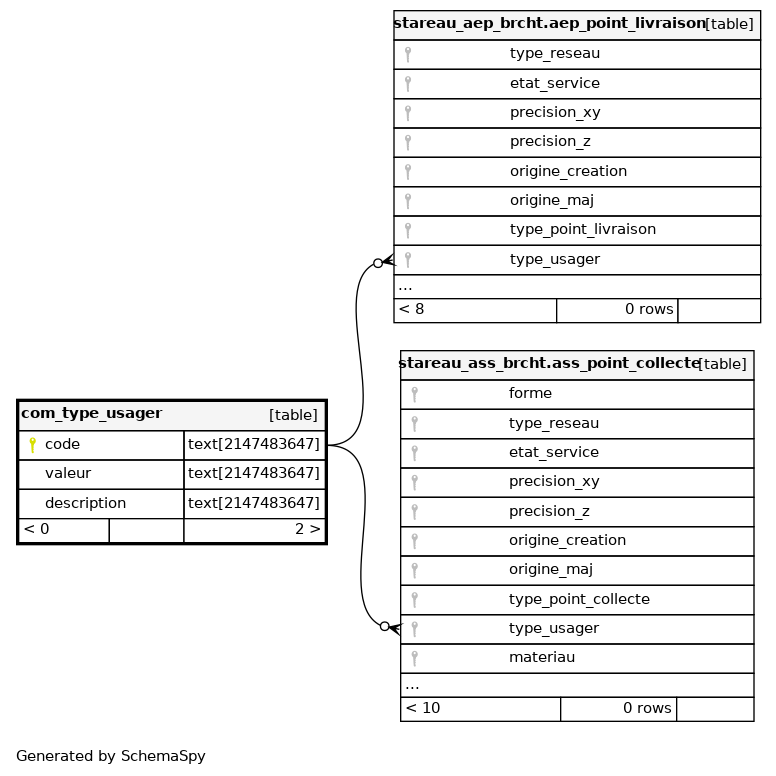 stareau_aep_brcht.aep_point_livraison [table]
type_reseau
etat_service
precision_xy
precision_z
origine_creation
origine_maj
type_point_livraison
type_usager
...
< 8 0 rows
stareau_ass_brcht.ass_point_collecte [table]
forme
type_reseau
etat_service
precision_xy
precision_z
origine_creation
origine_maj
type_point_collecte
type_usager
materiau
...
< 10 0 rows
com_type_usager [table]
code text[2147483647]
valeur text[2147483647]
description text[2147483647]
< 0 2 >
Generated by SchemaSpy